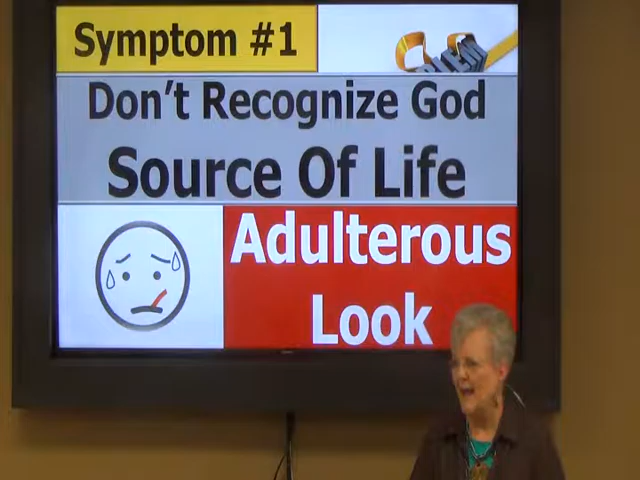 Symptom #1
Don't Recognize God
Source Of Life
Adulterous
Look